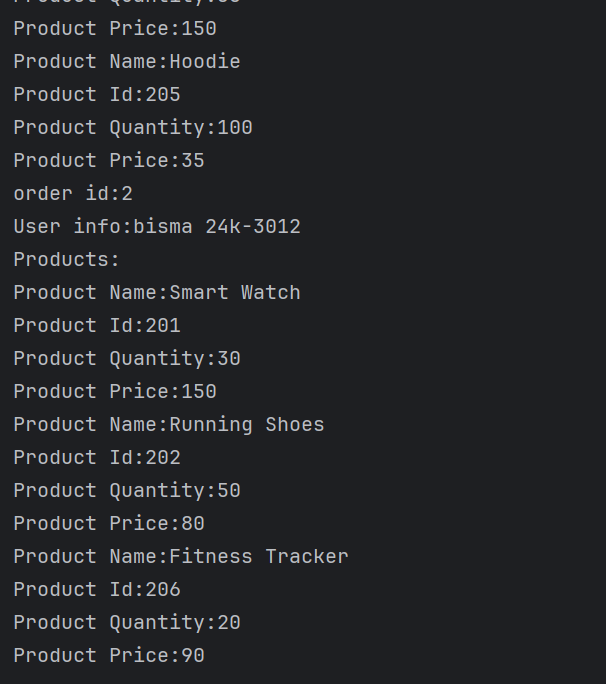 Product Price:150
Product Name:Hoodie
Product Id:205
Product Quantity:100
Product Price:35
order id:2
User info:bisma 24k-3012
Products:
Product Name:Smart Watch
Product Id:201
Product Quantity:30
Product Price:150
Product Name:Running Shoes
Product Id:202
Product Quantity:50
Product Price:80
Product Name:Fitness Tracker
Product Id:206
Product Quantity:20
Product Price:90